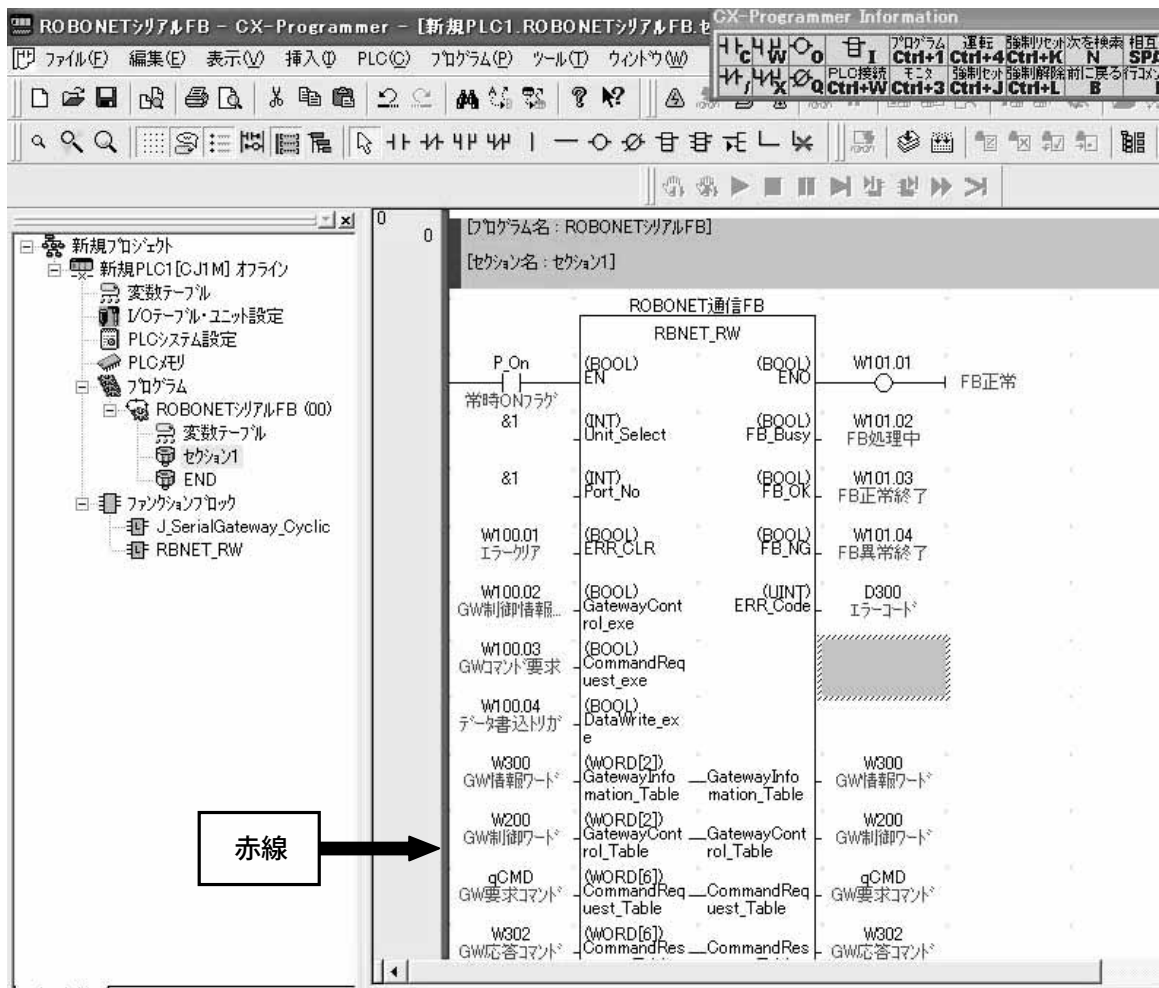 ROBONETシリアルFB - CX-Programmer - [新規PLC1.ROBONETシリアルFB.セ
CX-Programmer Information
ファイル(F) 編集(E) 表示(V) 挿入(I) PLC(C) プログラム(P) ツール(T) ウィンドウ(W)
C W O I プログラム Ctrl+1 運転 Ctrl+4 強制リセット Ctrl+K 次を検索 N 相互
/ X Q PLC接続 Ctrl+W モニタ Ctrl+3 強制セット Ctrl+J 強制解除 Ctrl+L 前に戻る B 行コメン
新規プロジェクト
新規PLC1[CJ1M] オフライン
変数テーブル
I/Oテーブル・ユニット設定
PLCシステム設定
PLCメモリ
プログラム
ROBONETシリアルFB (00)
変数テーブル
セクション1
END
ファンクションブロック
J_SerialGateway_Cyclic
RBNET_RW
赤線
0
0
[プログラム名 : ROBONETシリアルFB]
[セクション名 : セクション1]
ROBONET通信FB
RBNET_RW
P_On (BOOL) (BOOL) W101.01
EN ENO FB正常
常時ONフラグ
&1 (INT) (BOOL) W101.02
Unit_Select FB_Busy FB処理中
&1 (INT) (BOOL) W101.03
Port_No FB_OK FB正常終了
W100.01 (BOOL) (BOOL) W101.04
エラークリア ERR_CLR FB_NG FB異常終了
W100.02 (BOOL) (UINT) D300
GW制御情報... GatewayCont ERR_Code エラーコード
rol_exe
W100.03 (BOOL)
GWコマンド要求 CommandReq
uest_exe
W100.04 (BOOL)
データ書込トリガ DataWrite_ex
e
W300 (WORD[2]) W300
GW情報ワード GatewayInfo GatewayInfo GW情報ワード
mation_Table mation_Table
W200 (WORD[2]) W200
GW制御ワード GatewayCont GatewayCont GW制御ワード
rol_Table rol_Table
qCMD (WORD[6]) qCMD
GW要求コマンド CommandReq CommandReq GW要求コマンド
uest_Table uest_Table
W302 (WORD[6]) W302
GW応答コマンド CommandRes CommandRes GW応答コマンド